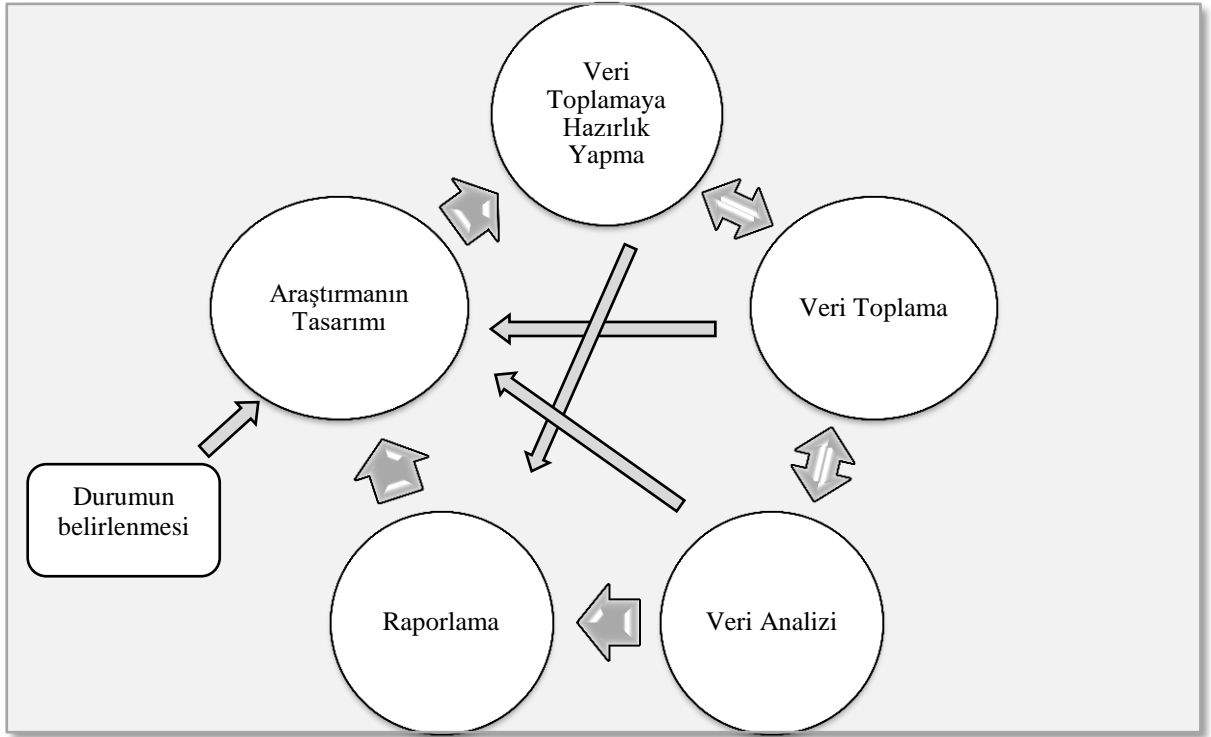 Veri
Toplamaya
Hazırlık
Yapma
Araştırmanın
Tasarımı
Veri Toplama
Durumun
belirlenmesi
Raporlama
Veri Analizi